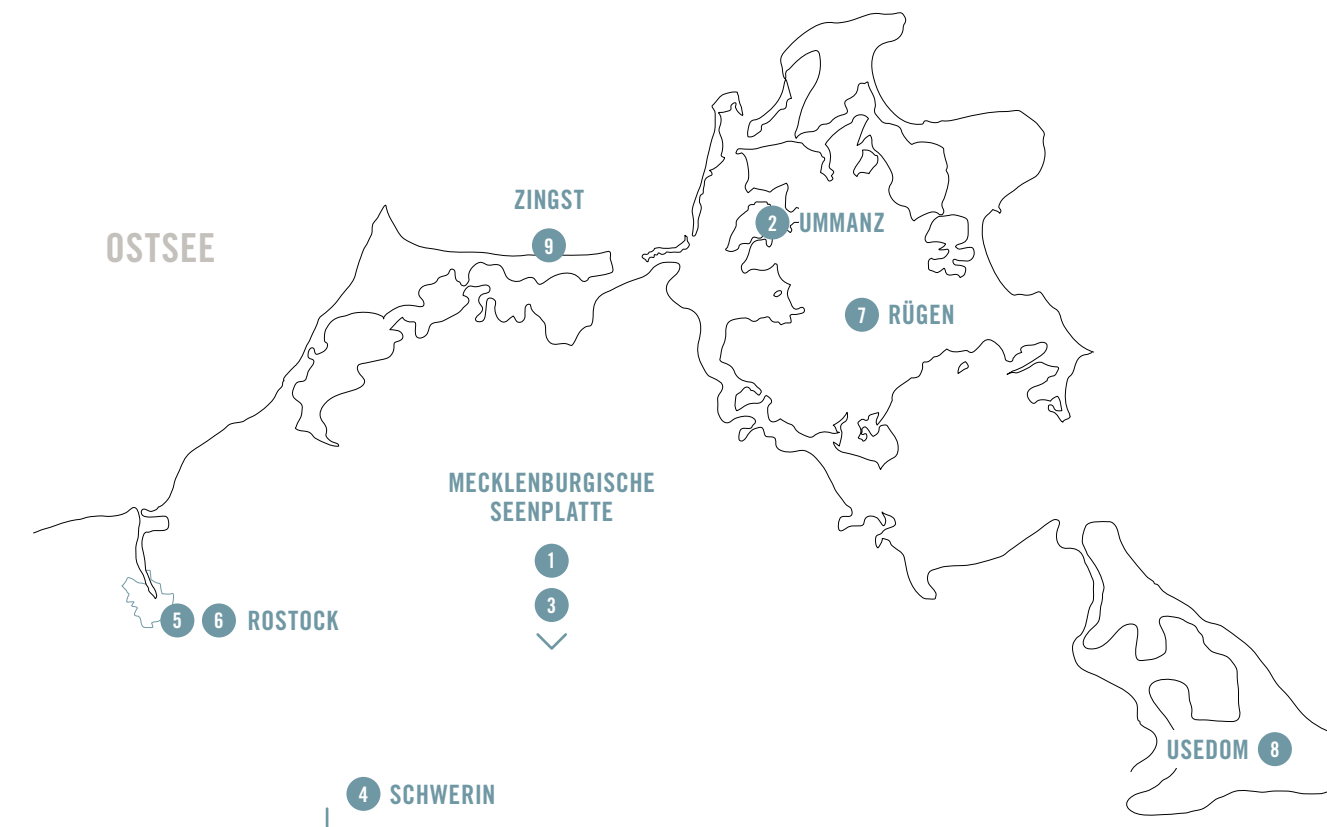 ZINGST
9
OSTSEE
2 UMMANZ
7 RÜGEN
MECKLENBURGISCHE
SEENPLATTE
1
3
5 6 ROSTOCK
USEDOM 8
4 SCHWERIN